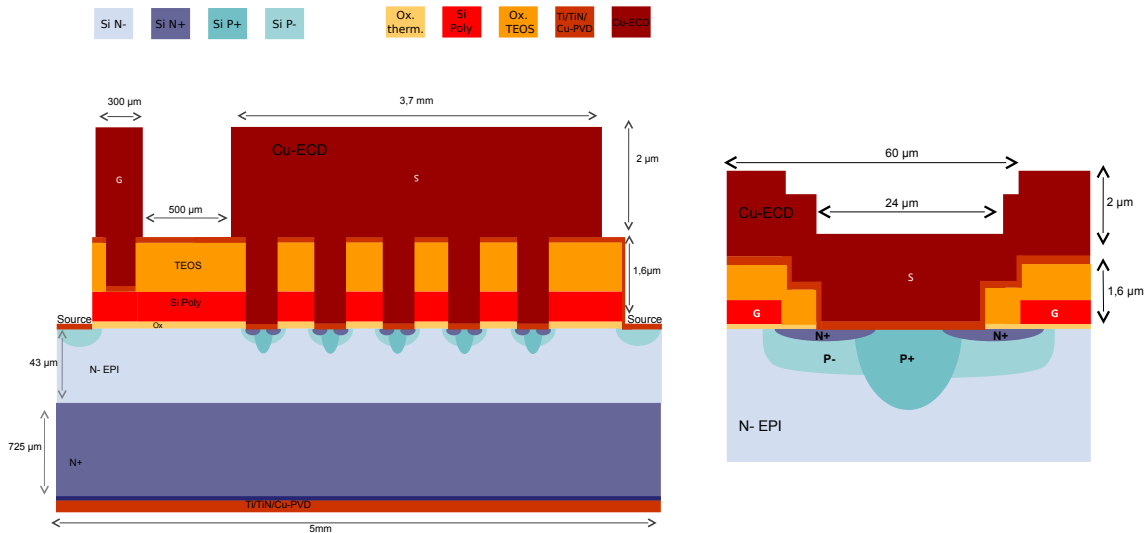 Si N-
Si N+
Si P+
Si P-
Ox.
therm.
Si
Poly
Ox.
TEOS
Ti/TiN/
Cu-PVD
Cu-ECD
300 µm
3,7 mm
Cu-ECD
G
S
2 µm
500 µm
TEOS
1,6µm
Si Poly
Source
Ox
Source
43 µm
N- EPI
725 µm
N+
Ti/TiN/Cu-PVD
5mm
60 µm
Cu-ECD
24 µm
2 µm
S
1,6 µm
G
G
N+
N+
P-
P+
N- EPI